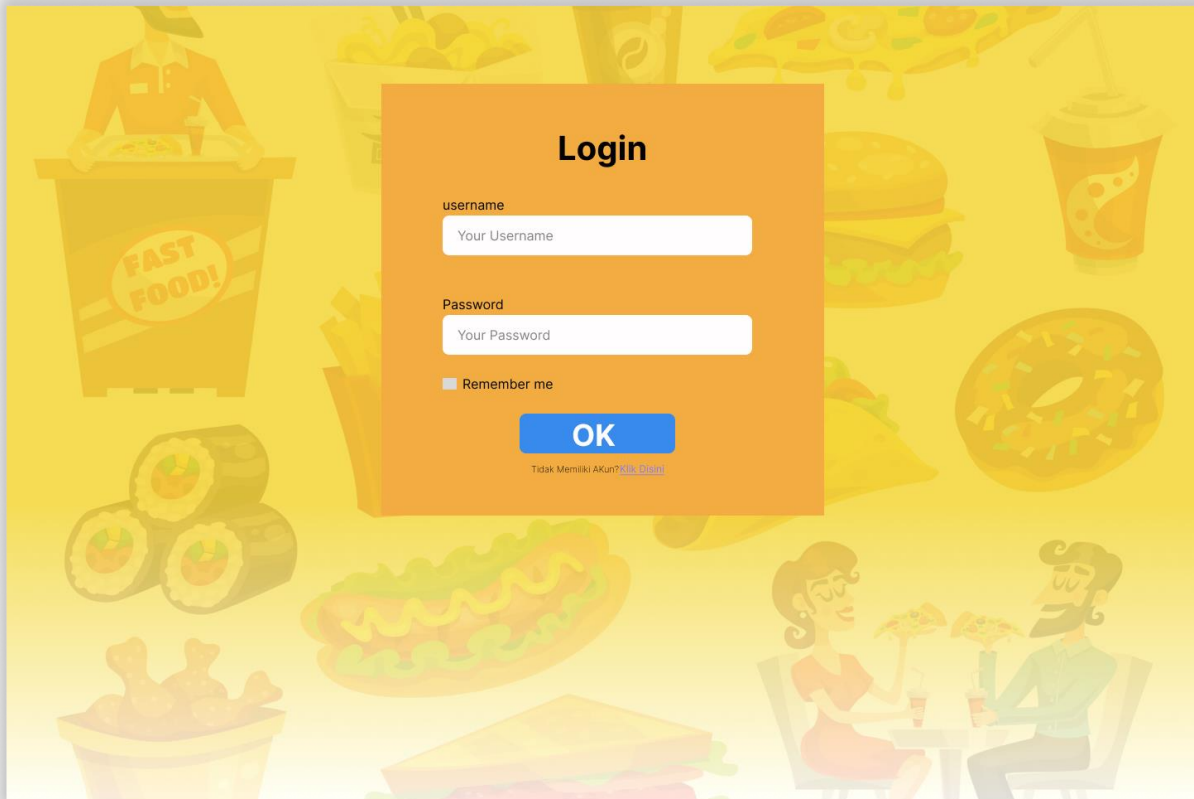 FAST
FOOD!
Login
username
Your Username
Password
Your Password
Remember me
OK
Tidak Memiliki AKun?Klik Disini